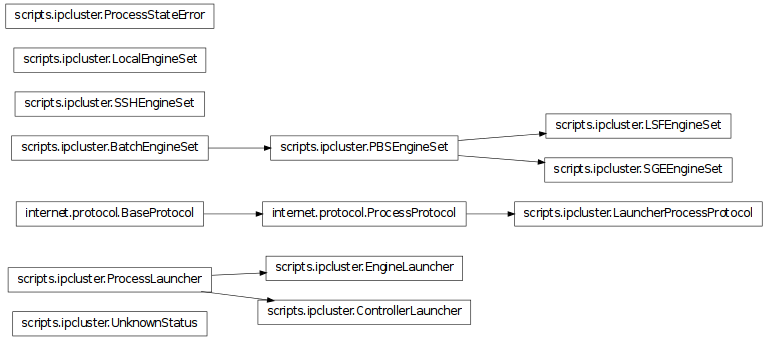 scripts.ipcluster.ProcessStateError
scripts.ipcluster.LocalEngineSet
scripts.ipcluster.SSHEngineSet
scripts.ipcluster.BatchEngineSet
scripts.ipcluster.PBSEngineSet
scripts.ipcluster.LSFEngineSet
scripts.ipcluster.SGEEngineSet
internet.protocol.BaseProtocol
internet.protocol.ProcessProtocol
scripts.ipcluster.LauncherProcessProtocol
scripts.ipcluster.ProcessLauncher
scripts.ipcluster.EngineLauncher
scripts.ipcluster.ControllerLauncher
scripts.ipcluster.UnknownStatus